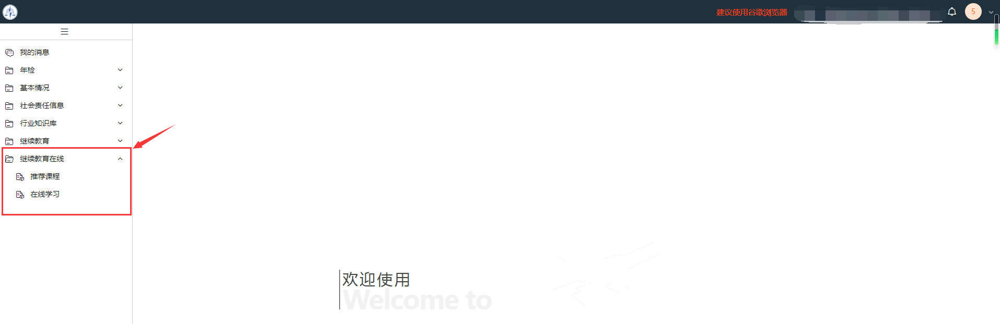 建议使用谷歌浏览器
5
我的消息
年检
基本情况
社会责任信息
行业知识库
继续教育
继续教育在线
推荐课程
在线学习
欢迎使用
Welcome to